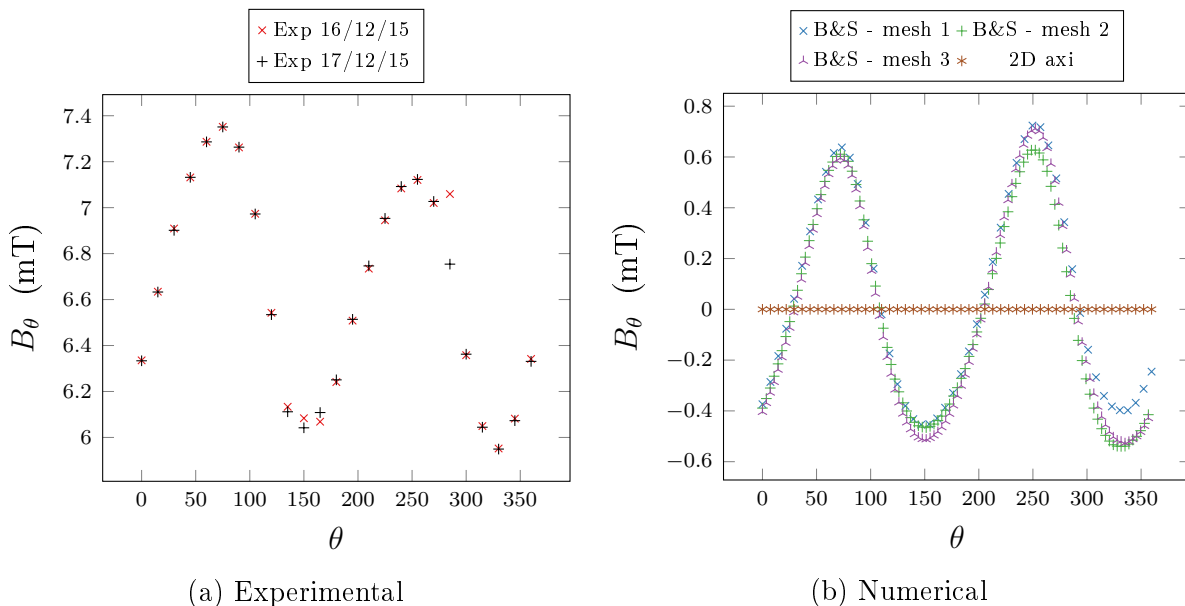 Exp 16/12/15
Exp 17/12/15
7.4
7.2
7
6.8
6.6
6.4
6.2
6
0 50 100 150 200 250 300 350
B_θ (mT)
θ
(a) Experimental
B&S - mesh 1 B&S - mesh 2
B&S - mesh 3 2D axi
0.8
0.6
0.4
0.2
0
−0.2
−0.4
−0.6
0 50 100 150 200 250 300 350
B_θ (mT)
θ
(b) Numerical